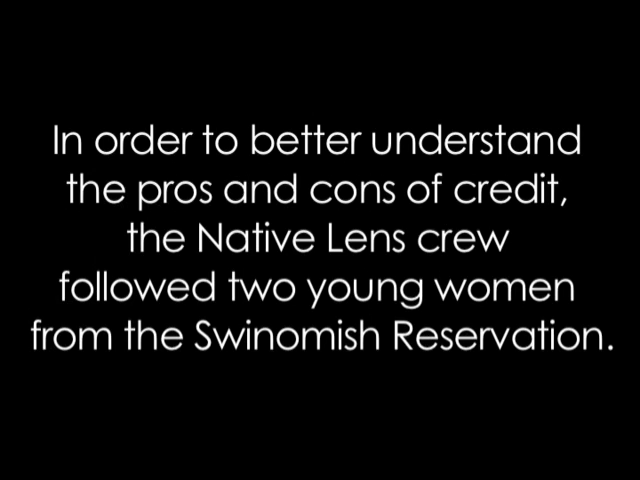 In order to better understand
the pros and cons of credit,
the Native Lens crew
followed two young women
from the Swinomish Reservation.